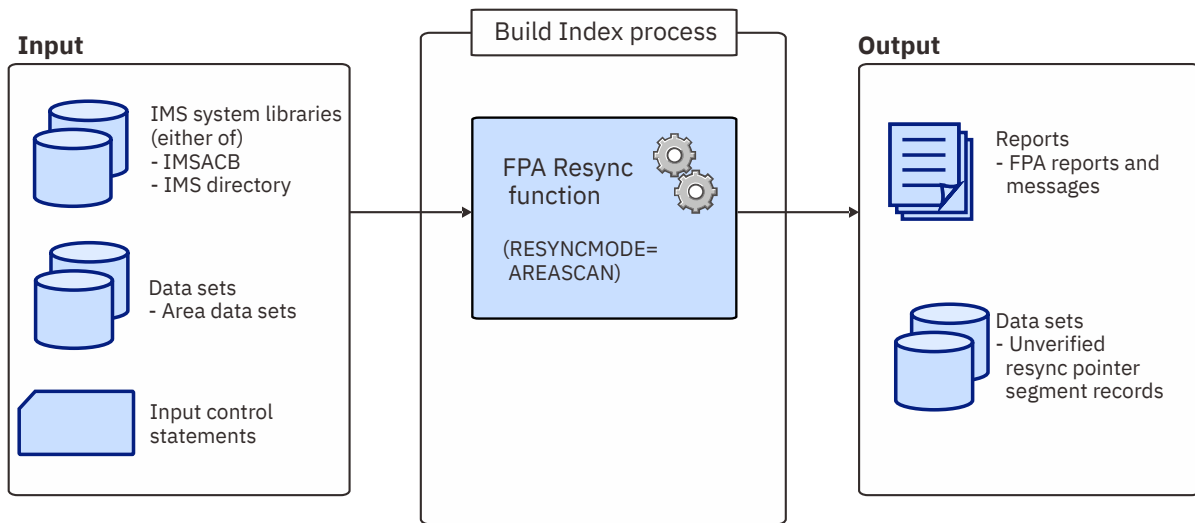 Input
IMS system libraries
(either of)
- IMSACB
- IMS directory
Data sets
- Area data sets
Input control
statements
Build Index process
FPA Resync
function
(RESYNCMODE=
AREASCAN)
Output
Reports
- FPA reports and
messages
Data sets
- Unverified
resync pointer
segment records